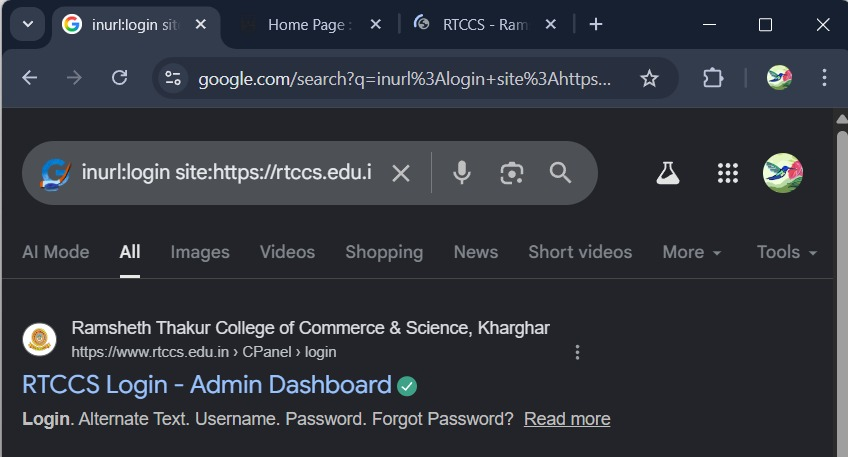 inurl:login sit
Home Page :
RTCCS - Ram
google.com/search?q=inurl%3Alogin+site%3Ahttps...
inurl:login site:https://rtccs.edu.i
AI Mode
All
Images
Videos
Shopping
News
Short videos
More
Tools
Ramsheth Thakur College of Commerce & Science, Kharghar
https://www.rtccs.edu.in › CPanel › login
RTCCS Login - Admin Dashboard
Login. Alternate Text. Username. Password. Forgot Password? Read more